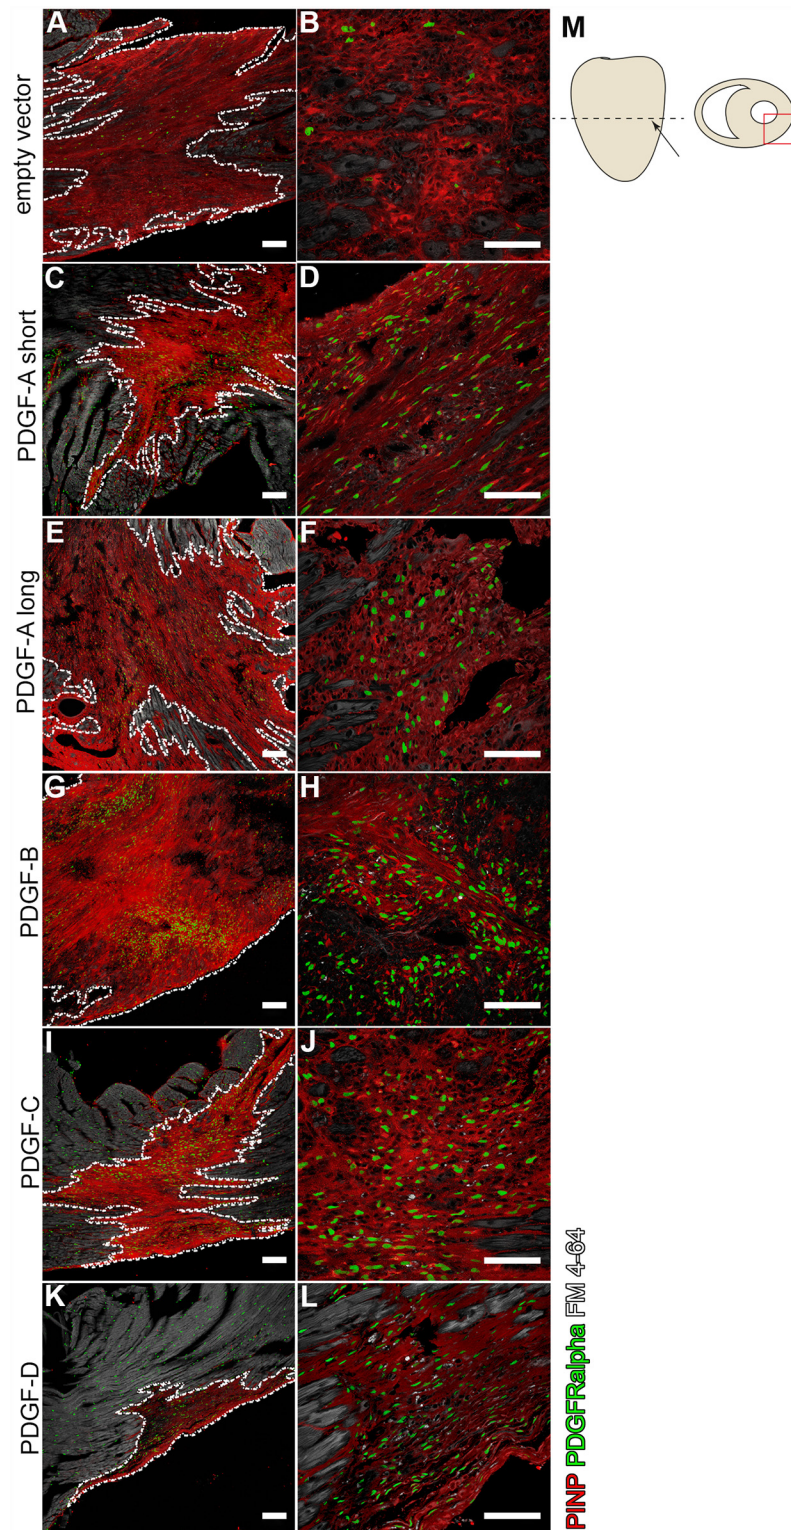 A
B
M
empty vector
C
D
PDGF-A short
E
F
PDGF-A long
G
H
PDGF-B
I
J
PDGF-C
K
L
PDGF-D
PINP PDGFRalpha FM 4-64